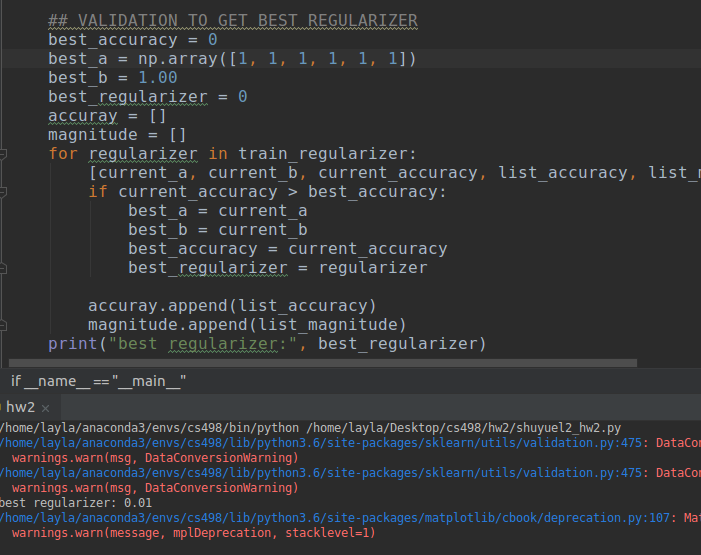 ## VALIDATION TO GET BEST REGULARIZER
best_accuracy = 0
best_a = np.array([1, 1, 1, 1, 1, 1])
best_b = 1.00
best_regularizer = 0
accuray = []
magnitude = []
for regularizer in train_regularizer:
[current_a, current_b, current_accuracy, list_accuracy, list_m
if current_accuracy > best_accuracy:
best_a = current_a
best_b = current_b
best_accuracy = current_accuracy
best_regularizer = regularizer
accuray.append(list_accuracy)
magnitude.append(list_magnitude)
print("best regularizer:", best_regularizer)
if __name__ == "__main__"
hw2 ×
/home/layla/anaconda3/envs/cs498/bin/python /home/layla/Desktop/cs498/hw2/shuyuel2_hw2.py
/home/layla/anaconda3/envs/cs498/lib/python3.6/site-packages/sklearn/utils/validation.py:475: DataCon
warnings.warn(msg, DataConversionWarning)
/home/layla/anaconda3/envs/cs498/lib/python3.6/site-packages/sklearn/utils/validation.py:475: DataCon
warnings.warn(msg, DataConversionWarning)
best regularizer: 0.01
/home/layla/anaconda3/envs/cs498/lib/python3.6/site-packages/matplotlib/cbook/deprecation.py:107: Mat
warnings.warn(message, mplDeprecation, stacklevel=1)